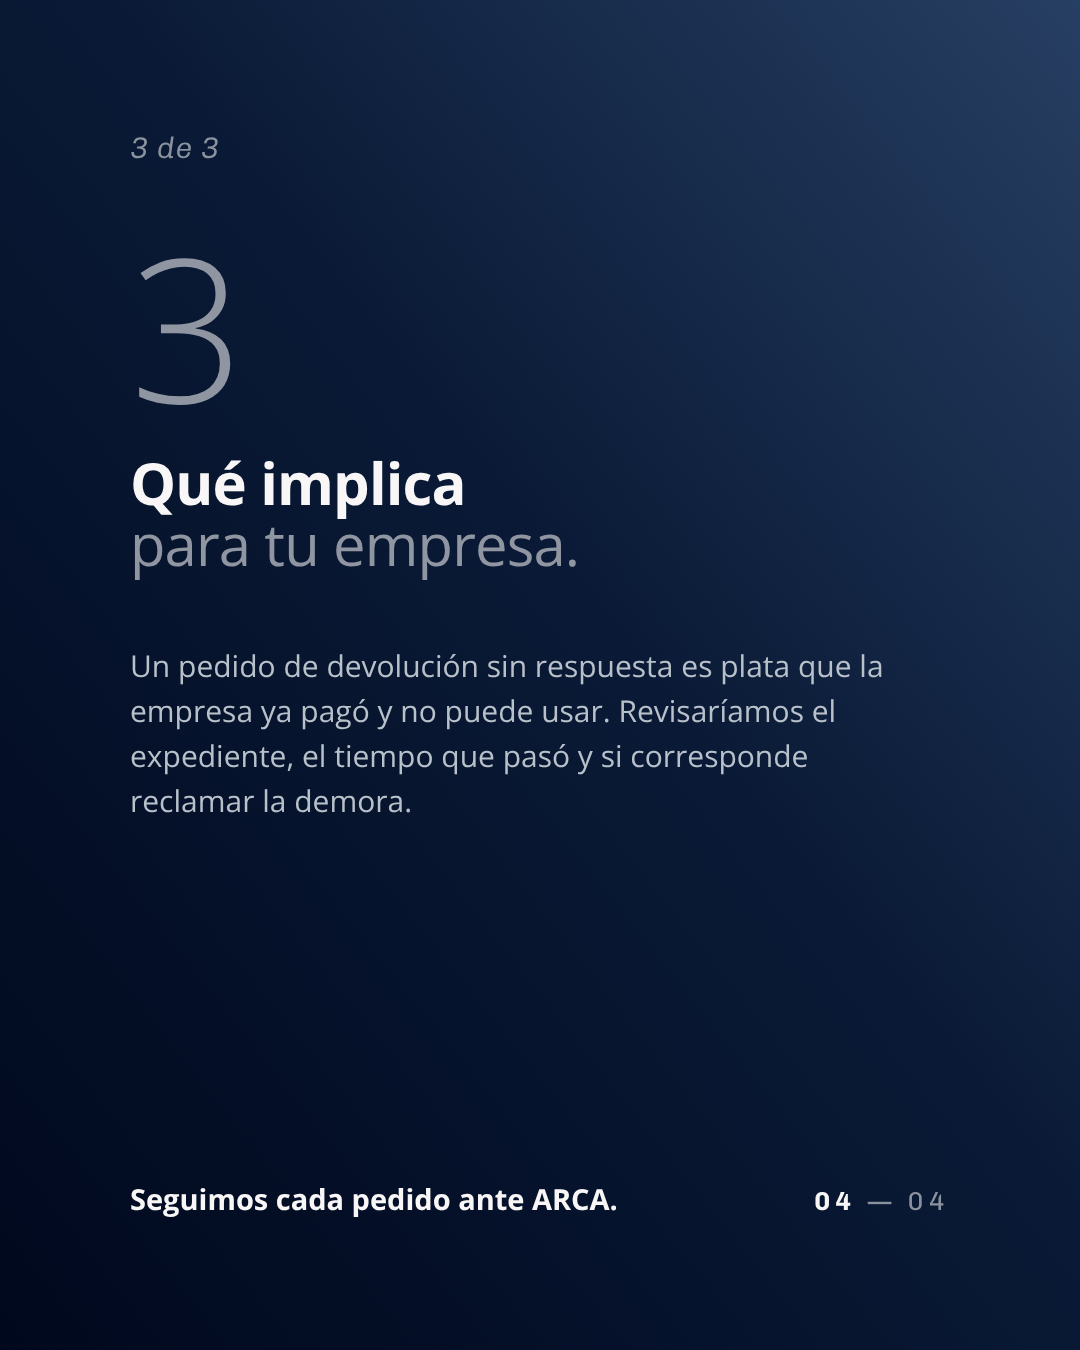 3 de 3
3
Qué implica
para tu empresa.
Un pedido de devolución sin respuesta es plata que la
empresa ya pagó y no puede usar. Revisaríamos el
expediente, el tiempo que pasó y si corresponde
reclamar la demora.
Seguimos cada pedido ante ARCA.
04 — 04